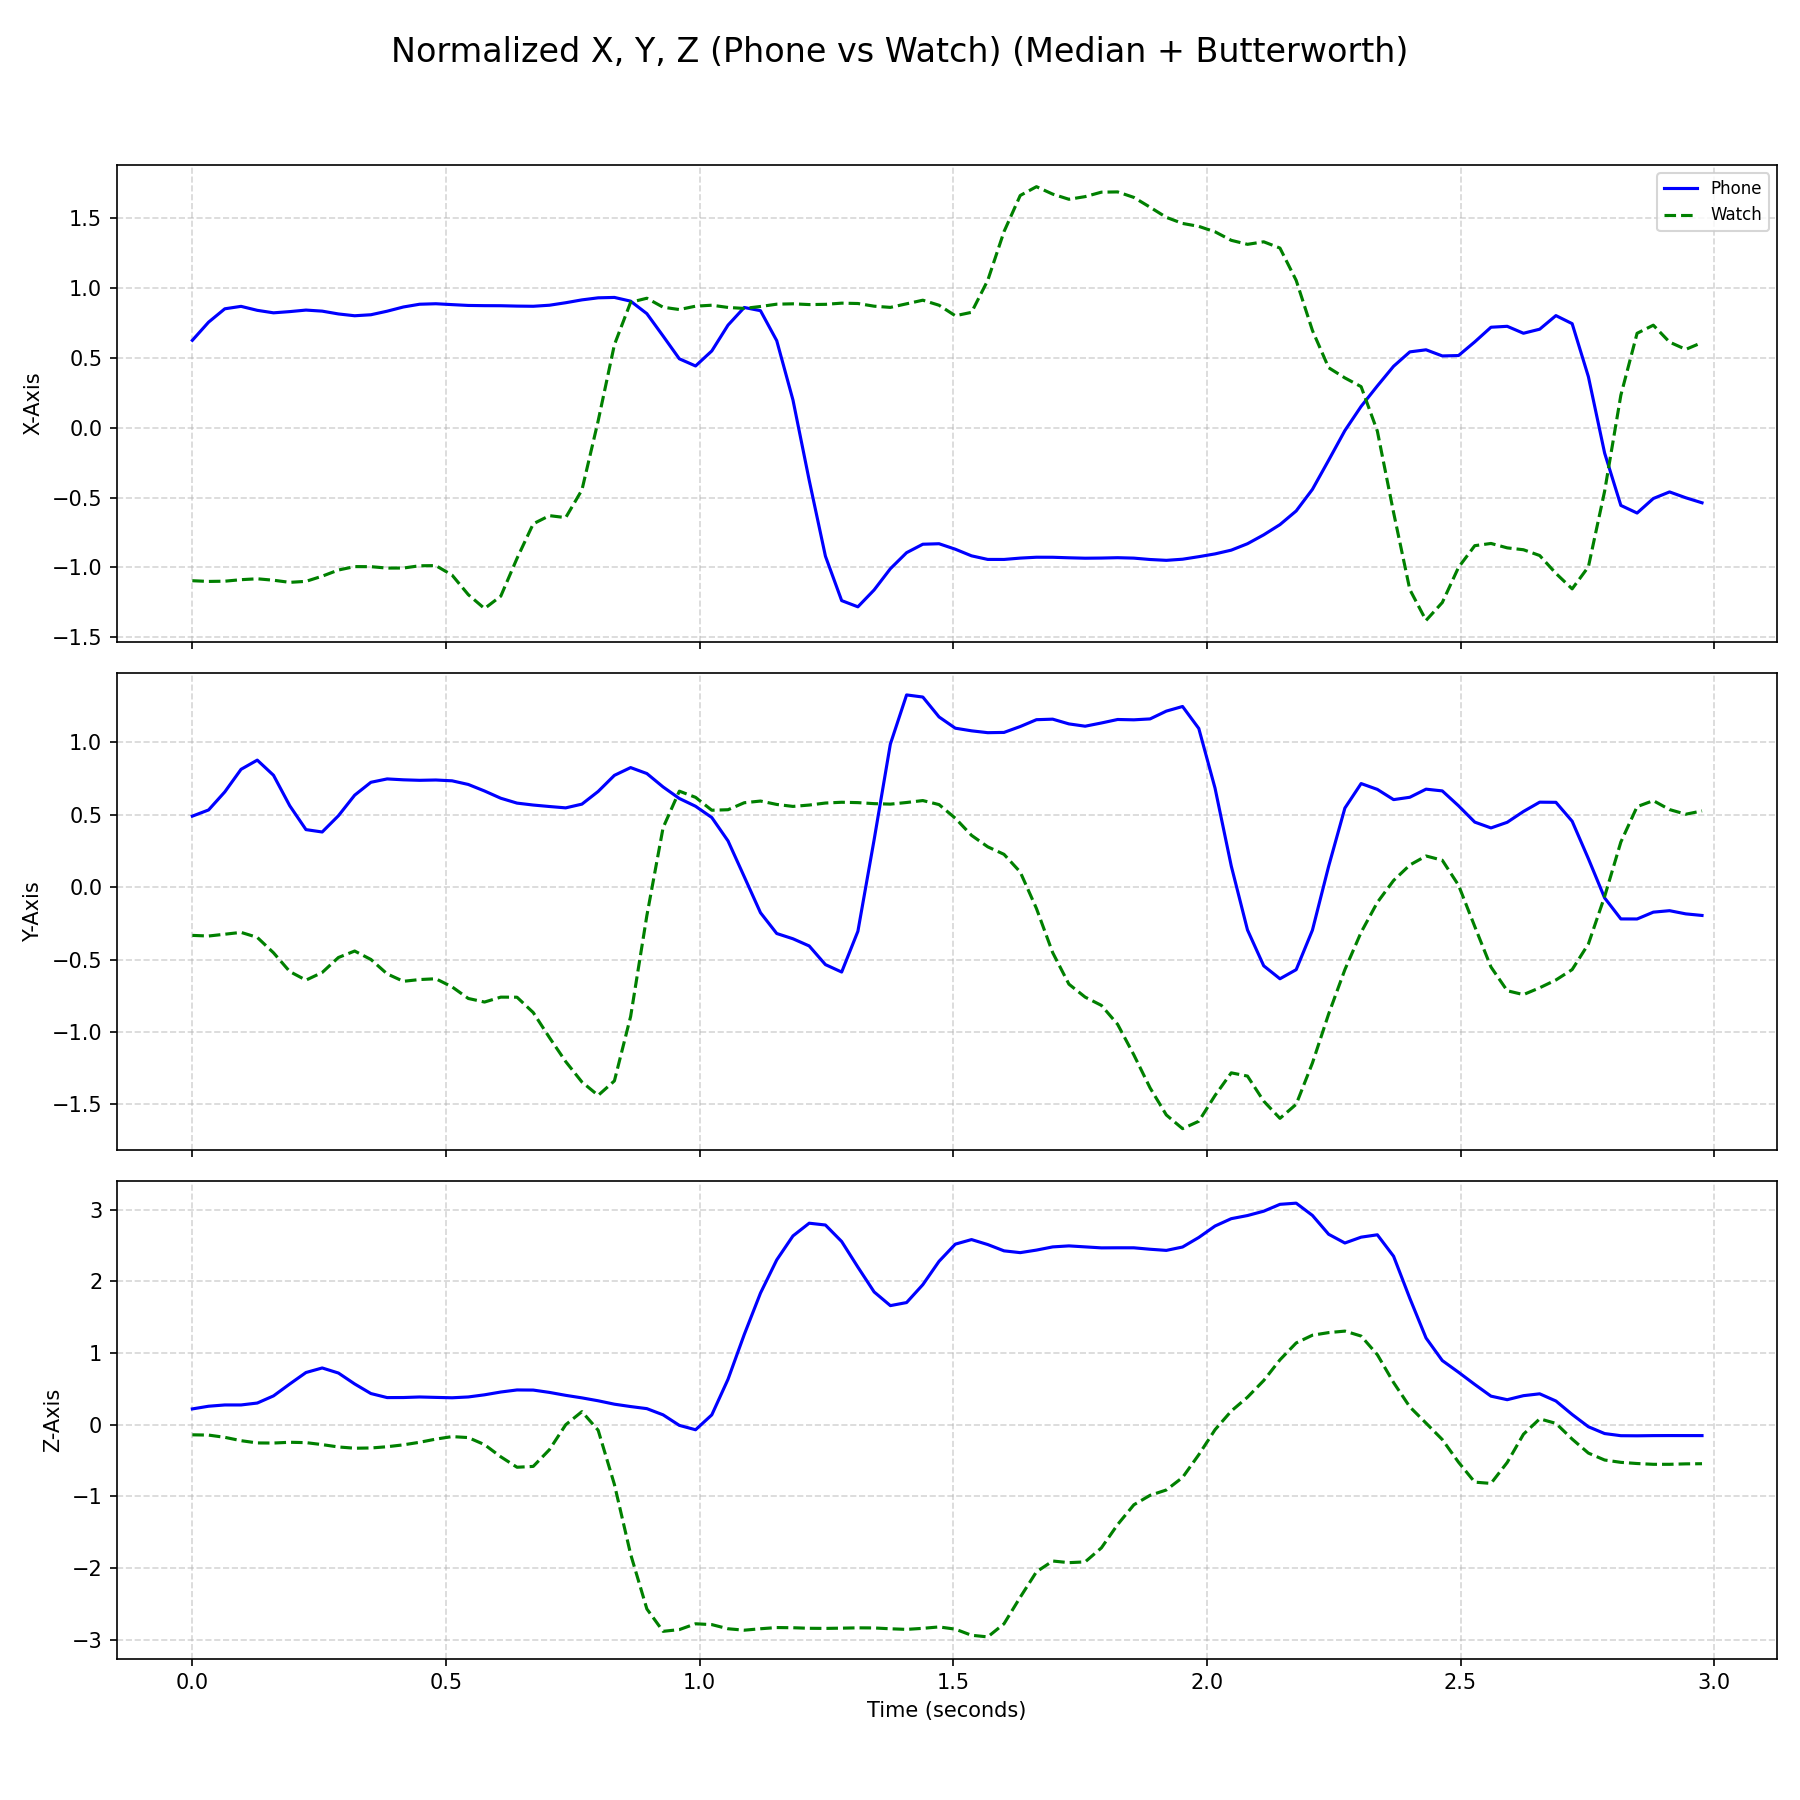 Normalized X, Y, Z (Phone vs Watch) (Median + Butterworth)
Phone
Watch
X-Axis
1.5
1.0
0.5
0.0
−0.5
−1.0
−1.5
Y-Axis
1.0
0.5
0.0
−0.5
−1.0
−1.5
Z-Axis
3
2
1
0
−1
−2
−3
0.0 0.5 1.0 1.5 2.0 2.5 3.0
Time (seconds)